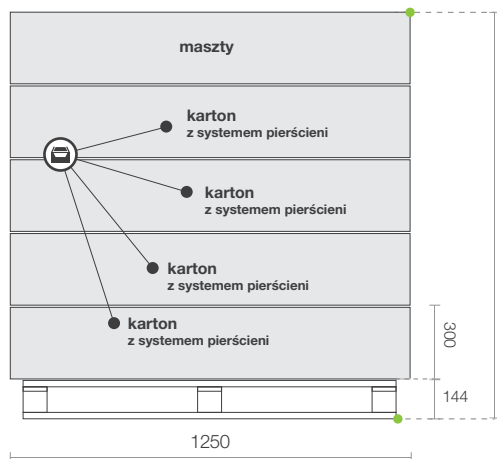 maszty
karton
z systemem pierścieni
karton
z systemem pierścieni
karton
z systemem pierścieni
karton
z systemem pierścieni
300
144
1250